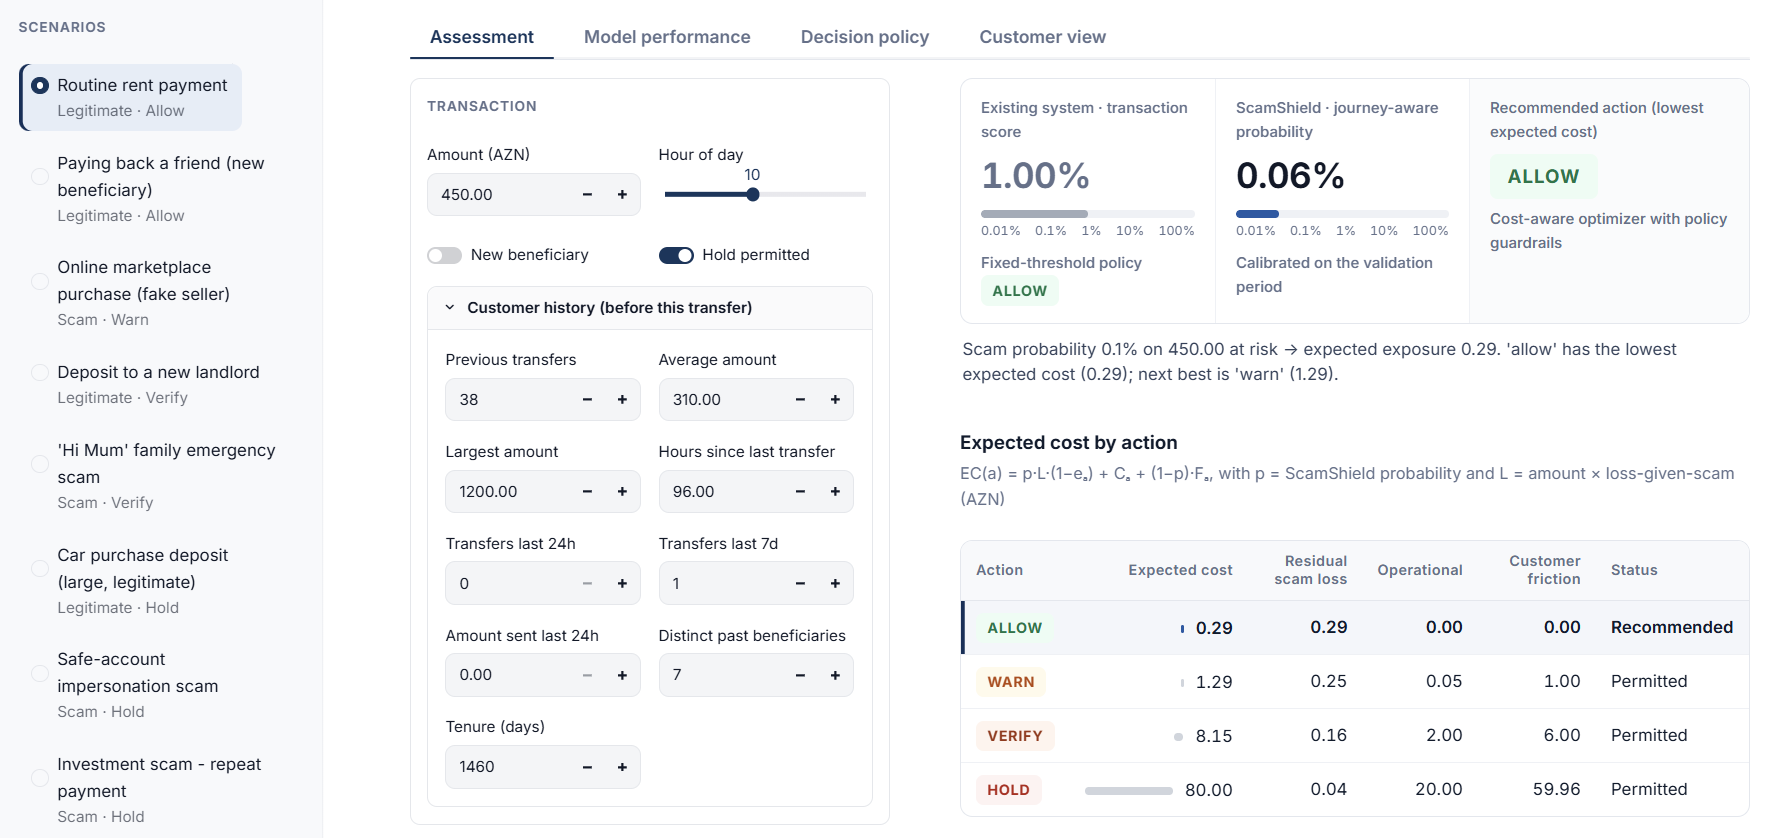 SCENARIOS
Routine rent payment
Legitimate · Allow
Paying back a friend (new
beneficiary)
Legitimate · Allow
Online marketplace
purchase (fake seller)
Scam · Warn
Deposit to a new landlord
Legitimate · Verify
'Hi Mum' family emergency
scam
Scam · Verify
Car purchase deposit
(large, legitimate)
Legitimate · Hold
Safe-account
impersonation scam
Scam · Hold
Investment scam - repeat
payment
Scam · Hold
Assessment
Model performance
Decision policy
Customer view
TRANSACTION
Amount (AZN)
450.00
− +
Hour of day
10
New beneficiary
Hold permitted
Customer history (before this transfer)
Previous transfers
38
− +
Average amount
310.00
− +
Largest amount
1200.00
− +
Hours since last transfer
96.00
− +
Transfers last 24h
0
− +
Transfers last 7d
1
− +
Amount sent last 24h
0.00
− +
Distinct past beneficiaries
7
− +
Tenure (days)
1460
− +
Existing system · transaction
score
1.00%
0.01% 0.1% 1% 10% 100%
Fixed-threshold policy
ALLOW
ScamShield · journey-aware
probability
0.06%
0.01% 0.1% 1% 10% 100%
Calibrated on the validation
period
Recommended action (lowest
expected cost)
ALLOW
Cost-aware optimizer with policy
guardrails
Scam probability 0.1% on 450.00 at risk → expected exposure 0.29. 'allow' has the lowest
expected cost (0.29); next best is 'warn' (1.29).
Expected cost by action
EC(a) = p·L·(1−eₐ) + Cₐ + (1−p)·Fₐ, with p = ScamShield probability and L = amount × loss-given-scam
(AZN)
Action Expected cost Residual scam loss Operational Customer friction Status
ALLOW 0.29 0.29 0.00 0.00 Recommended
WARN 1.29 0.25 0.05 1.00 Permitted
VERIFY 8.15 0.16 2.00 6.00 Permitted
HOLD 80.00 0.04 20.00 59.96 Permitted